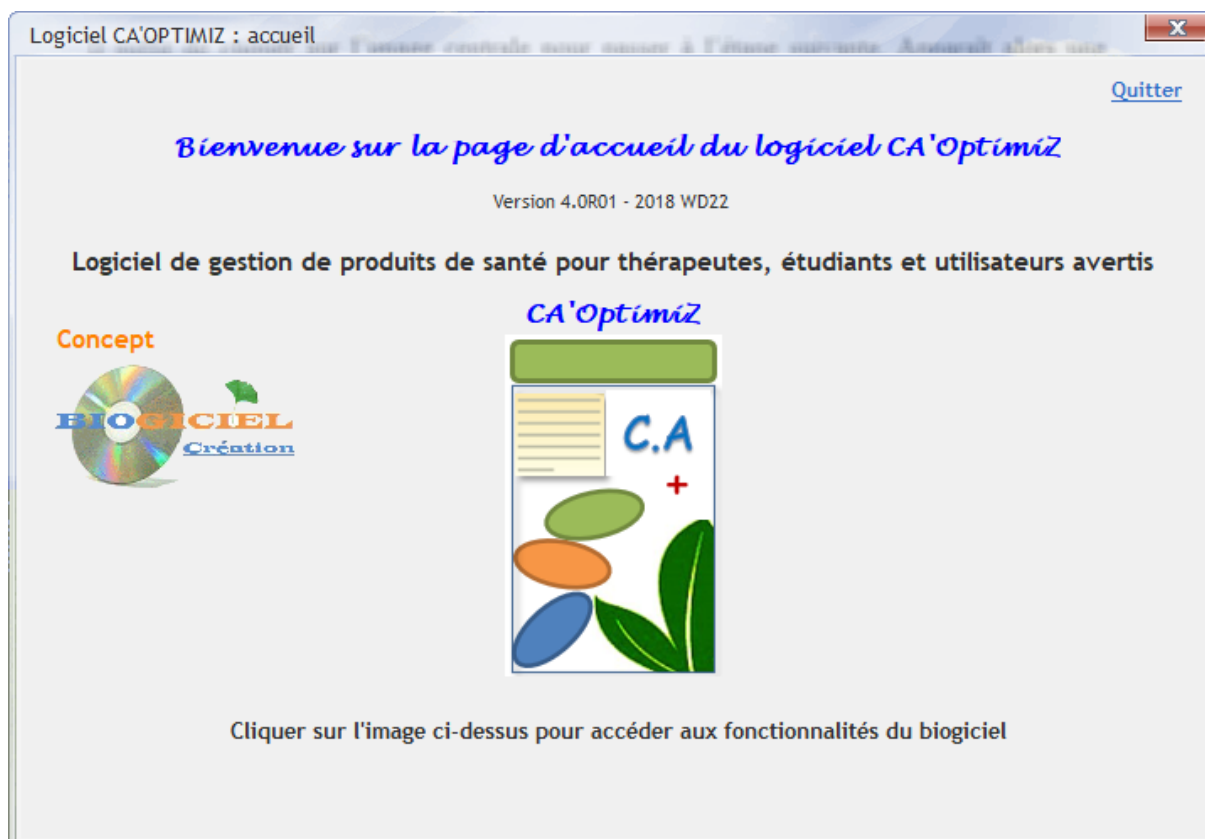 Logiciel CA'OPTIMIZ : accueil
Quitter
Bienvenue sur la page d'accueil du logiciel CA'OptimiZ
Version 4.0R01 - 2018 WD22
Logiciel de gestion de produits de santé pour thérapeutes, étudiants et utilisateurs avertis
CA'OptimiZ
Concept
BIOGICIEL
Création
C.A
+
Cliquer sur l'image ci-dessus pour accéder aux fonctionnalités du biogiciel